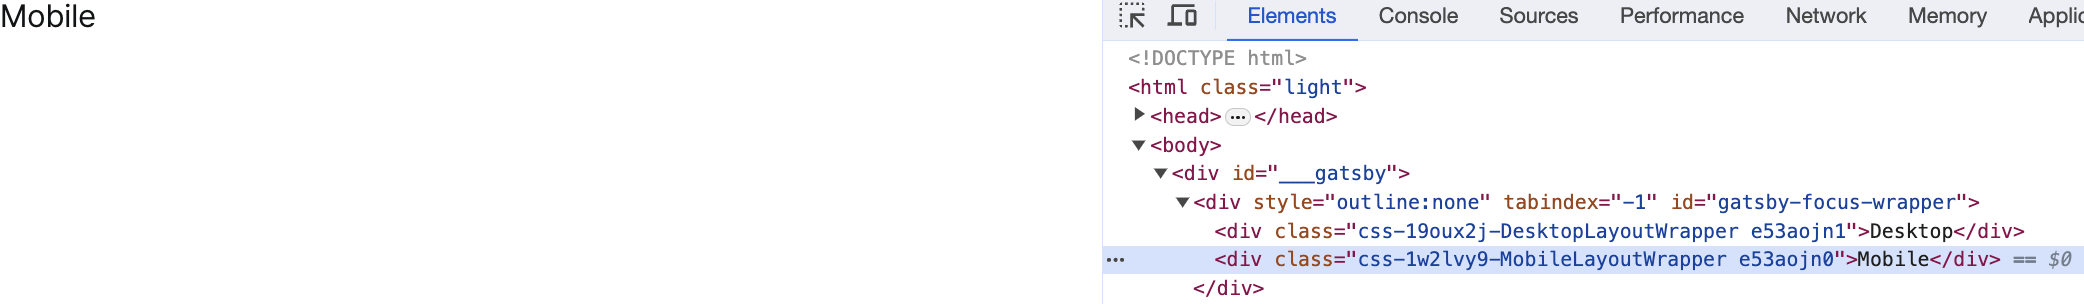 Mobile
Elements Console Sources Performance Network Memory Applic
<!DOCTYPE html>
<html class="light">
<head> ... </head>
<body>
<div id="___gatsby">
<div style="outline:none" tabindex="-1" id="gatsby-focus-wrapper">
<div class="css-19oux2j-DesktopLayoutWrapper e53aojn1">Desktop</div>
... <div class="css-1w2lvy9-MobileLayoutWrapper e53aojn0">Mobile</div> == $0
</div>